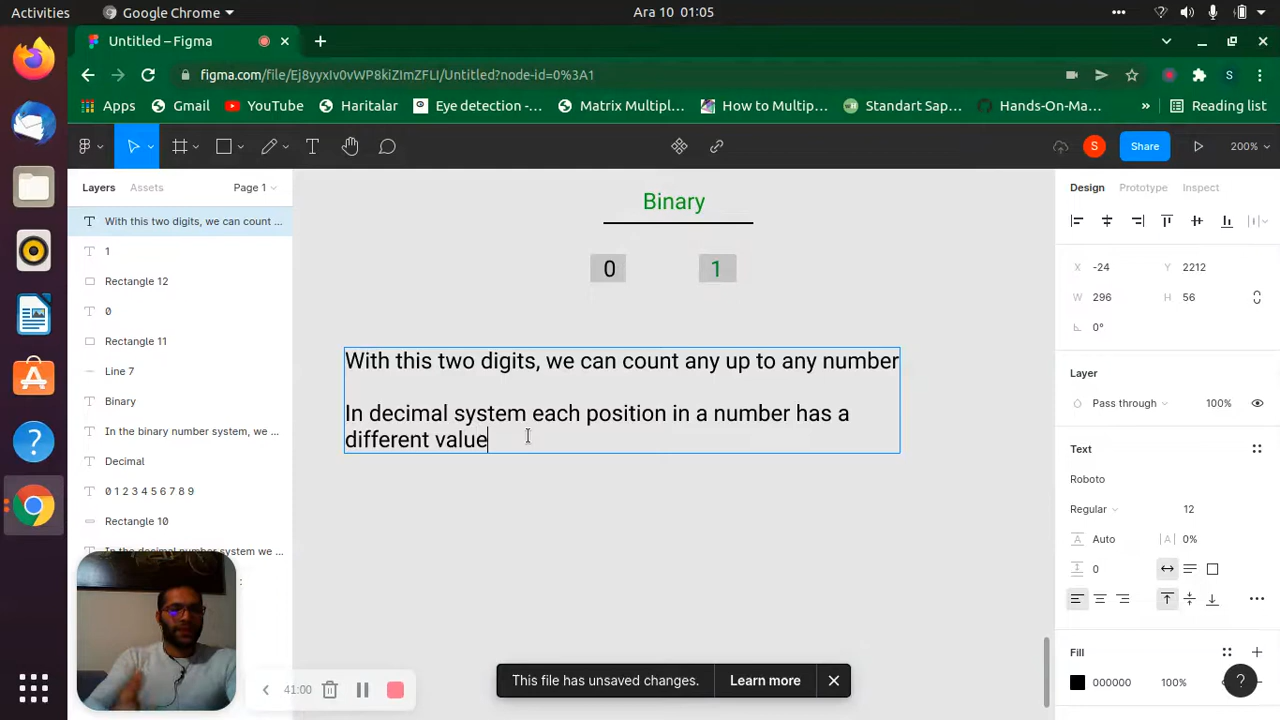 Activities
Google Chrome
Ara 10 01:05
Untitled – Figma
figma.com/file/Ej8yyxIv0vWP8kiZImZFLI/Untitled?node-id=0%3A1
S
Apps
Gmail
YouTube
Haritalar
Eye detection -...
Matrix Multipl...
How to Multip...
Standart Sap...
Hands-On-Ma...
»
Reading list
S
Share
200%
Layers
Assets
Page 1
With this two digits, we can count ...
1
Rectangle 12
0
Rectangle 11
Line 7
Binary
In the binary number system, we ...
Decimal
0 1 2 3 4 5 6 7 8 9
Rectangle 10
In the decimal number system we ...
:
41:00
Binary
0 1
With this two digits, we can count any up to any number
In decimal system each position in a number has a
different value
This file has unsaved changes.
Learn more
Design
Prototype
Inspect
X -24
Y 2212
W 296
H 56
0°
Layer
Pass through
100%
Text
Roboto
Regular
12
Auto
0%
0
Fill
000000
100%
?